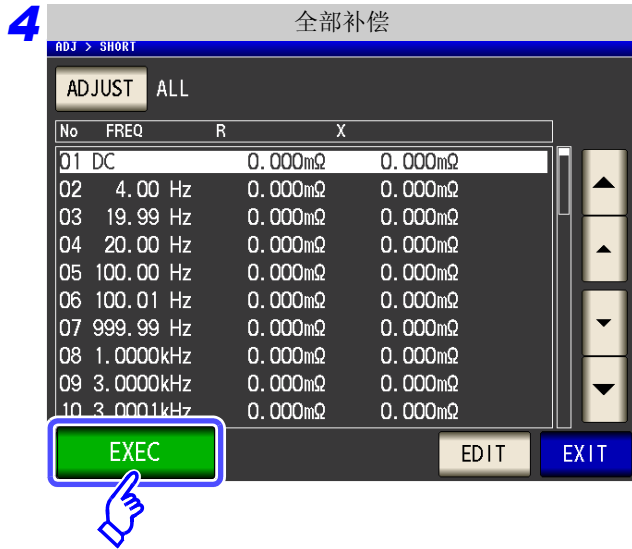 4
全部补偿
ADJ > SHORT
ADJUST ALL
No FREQ R X
01 DC 0.000mΩ 0.000mΩ
02 4.00 Hz 0.000mΩ 0.000mΩ
03 19.99 Hz 0.000mΩ 0.000mΩ
04 20.00 Hz 0.000mΩ 0.000mΩ
05 100.00 Hz 0.000mΩ 0.000mΩ
06 100.01 Hz 0.000mΩ 0.000mΩ
07 999.99 Hz 0.000mΩ 0.000mΩ
08 1.0000kHz 0.000mΩ 0.000mΩ
09 3.0000kHz 0.000mΩ 0.000mΩ
10 3.0001kHz 0.000mΩ 0.000mΩ
EXEC EDIT EXIT